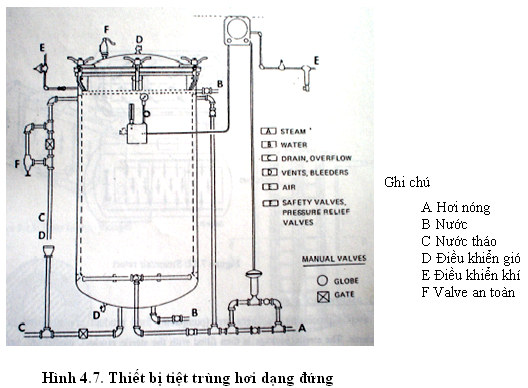 F
E
D
E
B
A STEAM
B WATER
C DRAIN, OVERFLOW
D VENTS, BLEEDERS
E AIR
F SAFETY VALVES,
PRESSURE RELIEF
VALVES
F
C
D
MANUAL VALVES
GLOBE
GATE
D
B
C
A
Ghi chú
A Hơi nóng
B Nước
C Nước tháo
D Điều khiển gió
E Điều khiển khí
F Valve an toàn
Hình 4.7. Thiết bị tiệt trùng hơi dạng đứng